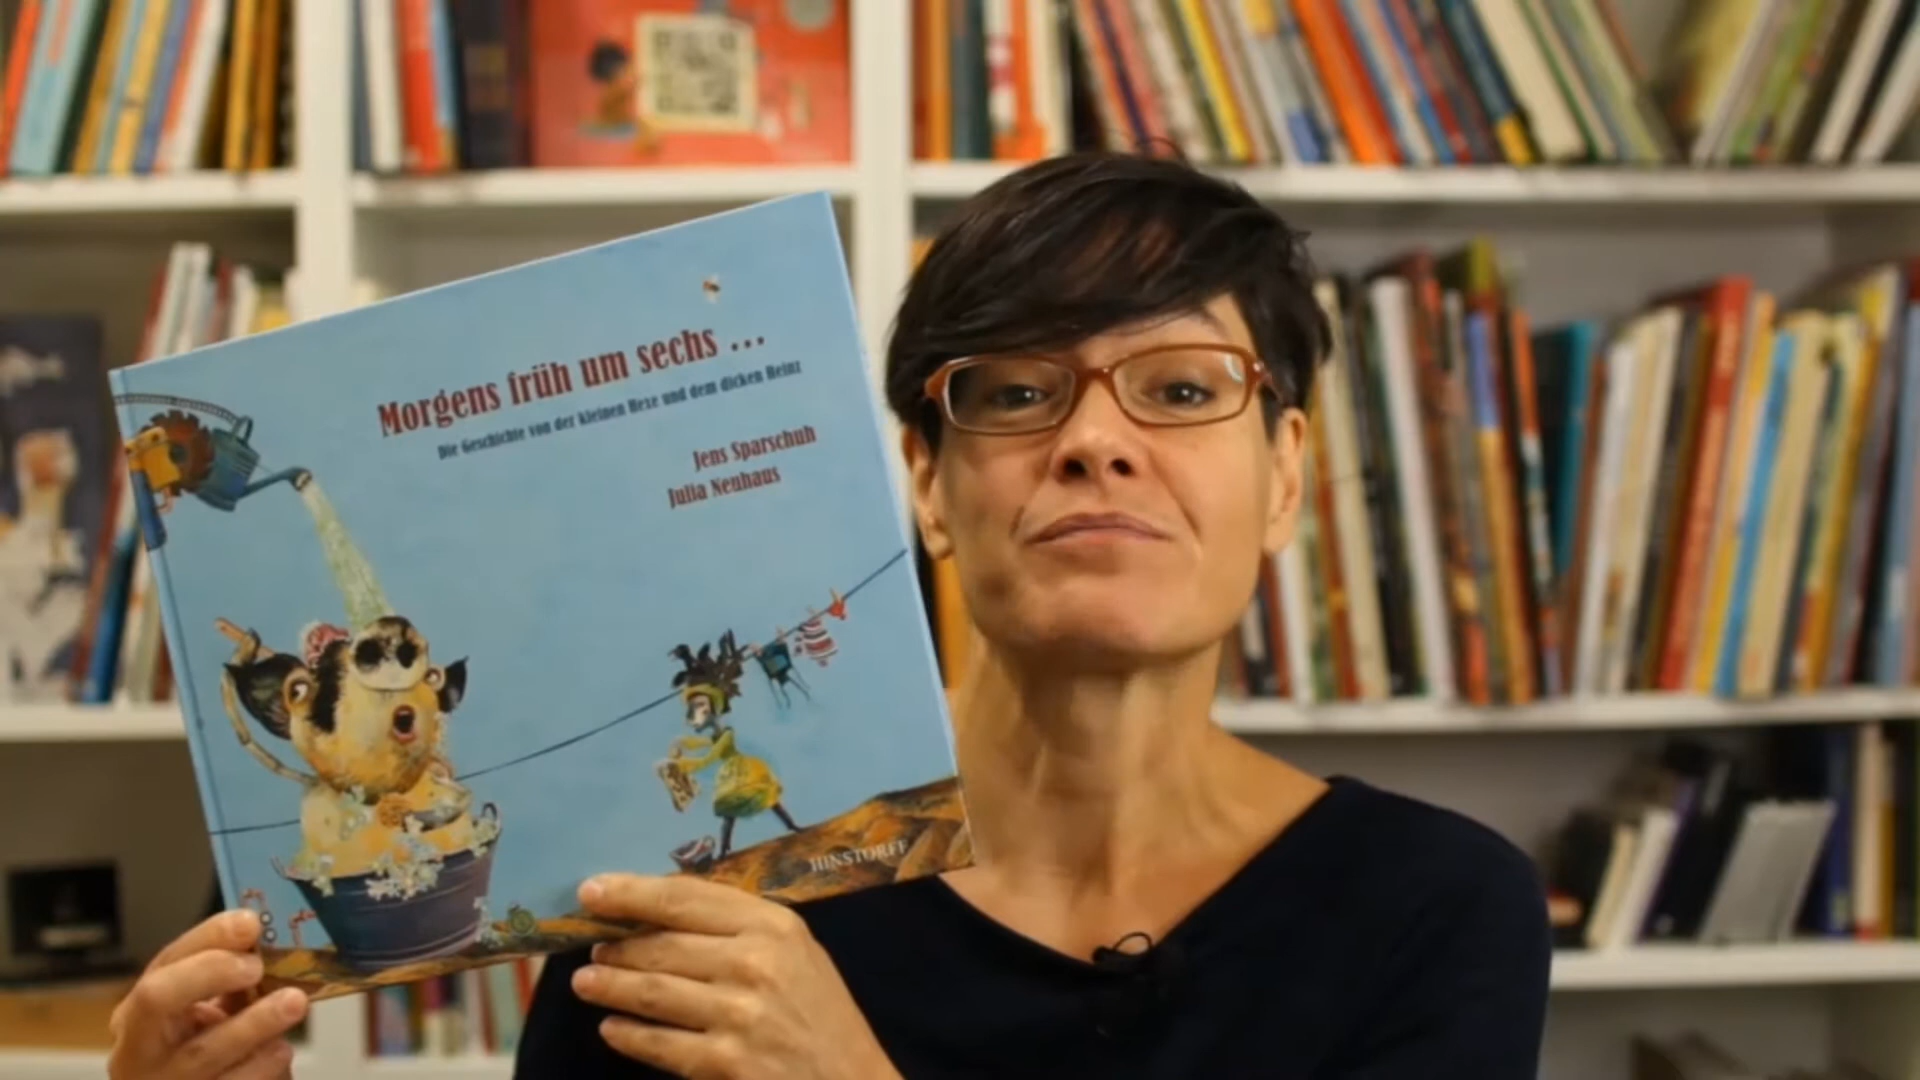 Morgens früh um sechs ...
Die Geschichte von der kleinen Hexe und dem dicken Heinz
Jens Sparschuh
Julia Neuhaus
HINSTORFF